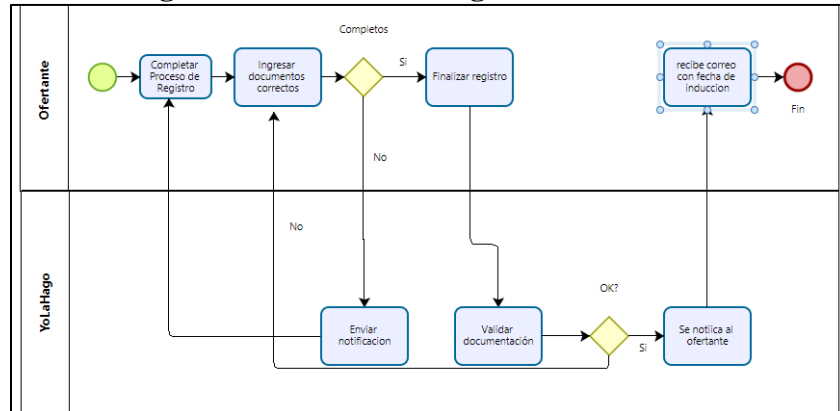 Ofertante
Completar
Proceso de
Registro
Ingresar
documentos
correctos
Completos
Si
No
Finalizar registro
recibe correo
con fecha de
induccion
Fin
YoLaHago
No
Enviar
notificacion
Validar
documentación
OK?
Si
Se notiica al
ofertante